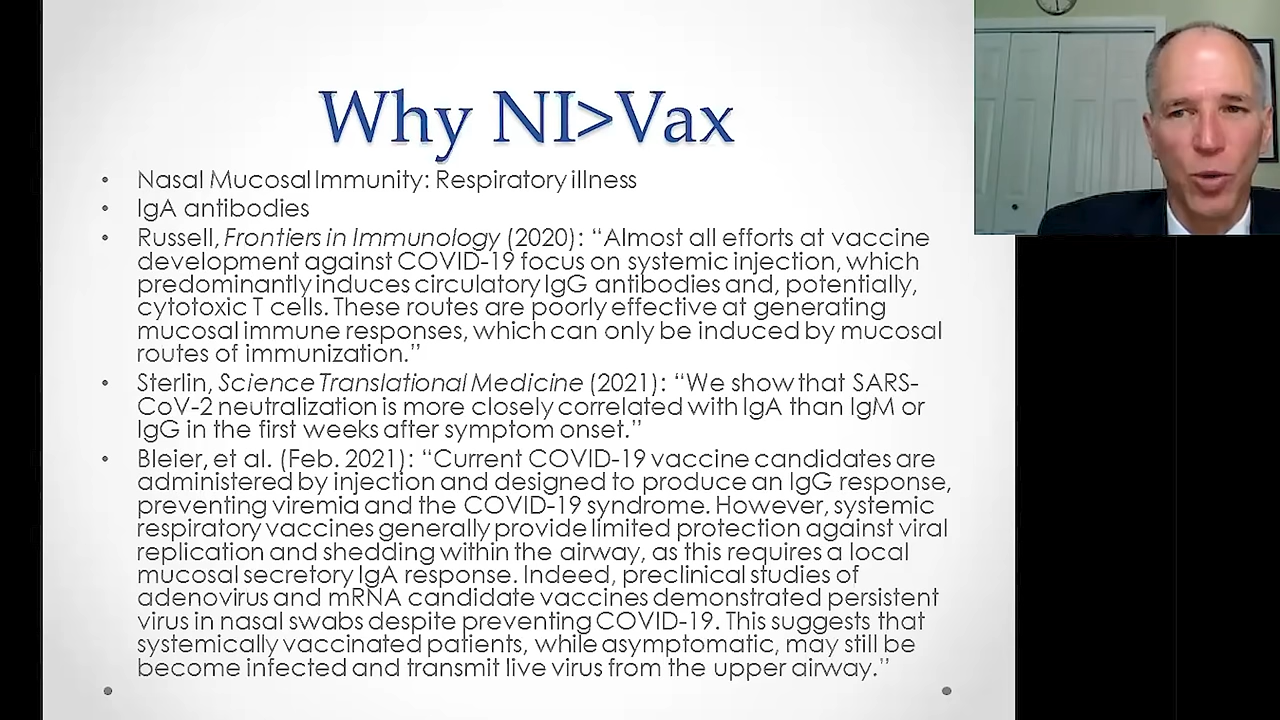 Why NI>Vax
• Nasal Mucosal Immunity: Respiratory illness
• IgA antibodies
• Russell, Frontiers in Immunology (2020): “Almost all efforts at vaccine
development against COVID-19 focus on systemic injection, which
predominantly induces circulatory IgG antibodies and, potentially,
cytotoxic T cells. These routes are poorly effective at generating
mucosal immune responses, which can only be induced by mucosal
routes of immunization.”
• Sterlin, Science Translational Medicine (2021): “We show that SARS-
CoV-2 neutralization is more closely correlated with IgA than IgM or
IgG in the first weeks after symptom onset.”
• Bleier, et al. (Feb. 2021): “Current COVID-19 vaccine candidates are
administered by injection and designed to produce an IgG response,
preventing viremia and the COVID-19 syndrome. However, systemic
respiratory vaccines generally provide limited protection against viral
replication and shedding within the airway, as this requires a local
mucosal secretory IgA response. Indeed, preclinical studies of
adenovirus and mRNA candidate vaccines demonstrated persistent
virus in nasal swabs despite preventing COVID-19. This suggests that
systemically vaccinated patients, while asymptomatic, may still be
become infected and transmit live virus from the upper airway.”